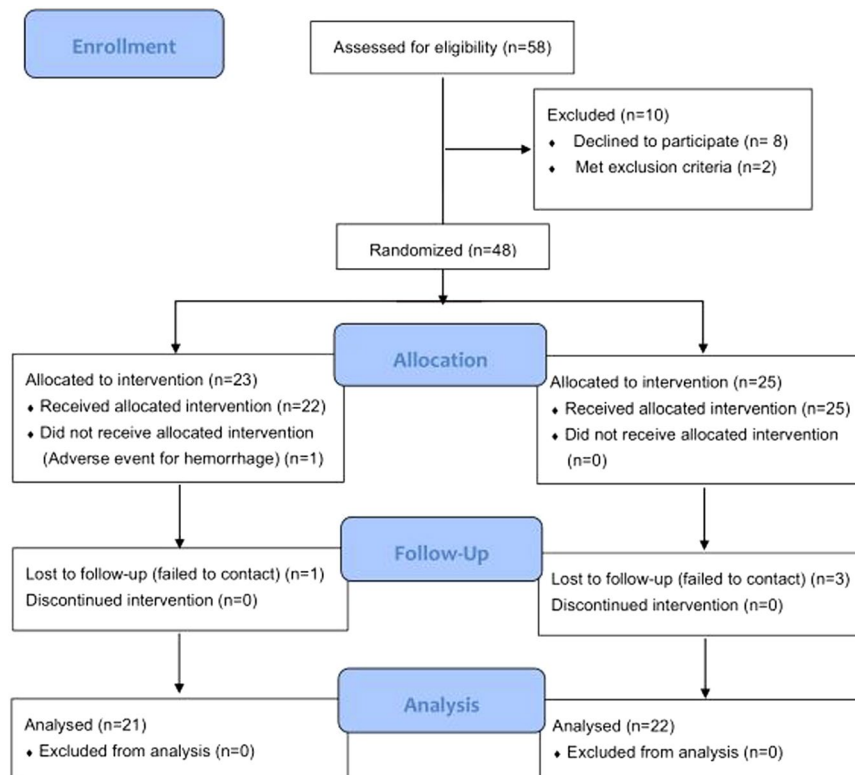 Enrollment
Assessed for eligibility (n=58)
Excluded (n=10)
♦ Declined to participate (n= 8)
♦ Met exclusion criteria (n=2)
Randomized (n=48)
Allocation
Allocated to intervention (n=23)
♦ Received allocated intervention (n=22)
♦ Did not receive allocated intervention
(Adverse event for hemorrhage) (n=1)
Allocated to intervention (n=25)
♦ Received allocated intervention (n=25)
♦ Did not receive allocated intervention
(n=0)
Follow-Up
Lost to follow-up (failed to contact) (n=1)
Discontinued intervention (n=0)
Lost to follow-up (failed to contact) (n=3)
Discontinued intervention (n=0)
Analysis
Analysed (n=21)
♦ Excluded from analysis (n=0)
Analysed (n=22)
♦ Excluded from analysis (n=0)